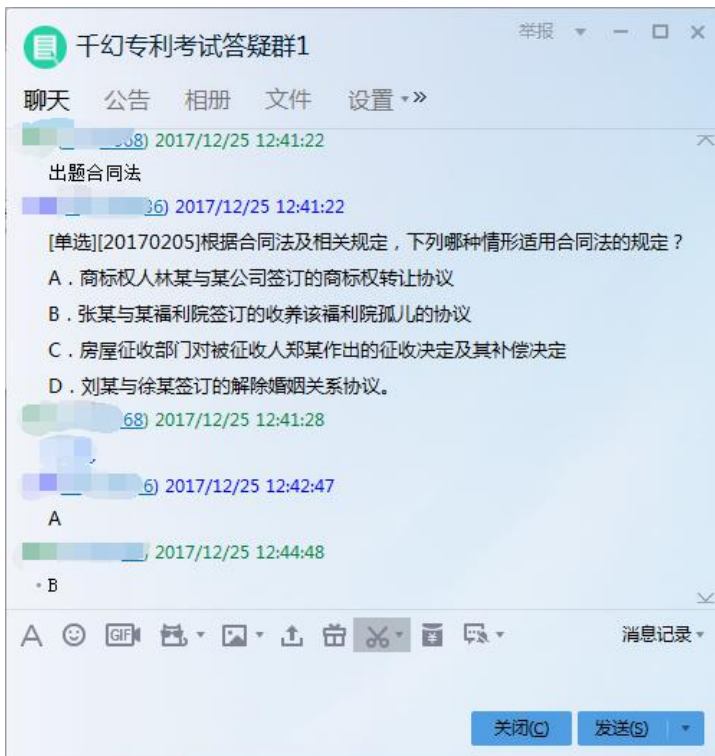 千幻专利考试答疑群1
举报
聊天 公告 相册 文件 设置
68) 2017/12/25 12:41:22
出题合同法
36) 2017/12/25 12:41:22
[单选][20170205]根据合同法及相关规定，下列哪种情形适用合同法的规定？
A．商标权人林某与某公司签订的商标权转让协议
B．张某与某福利院签订的收养该福利院孤儿的协议
C．房屋征收部门对被征收人郑某作出的征收决定及其补偿决定
D．刘某与徐某签订的解除婚姻关系协议。
68) 2017/12/25 12:41:28
6) 2017/12/25 12:42:47
A
2017/12/25 12:44:48
B
GIF
消息记录
关闭(C) 发送(S)